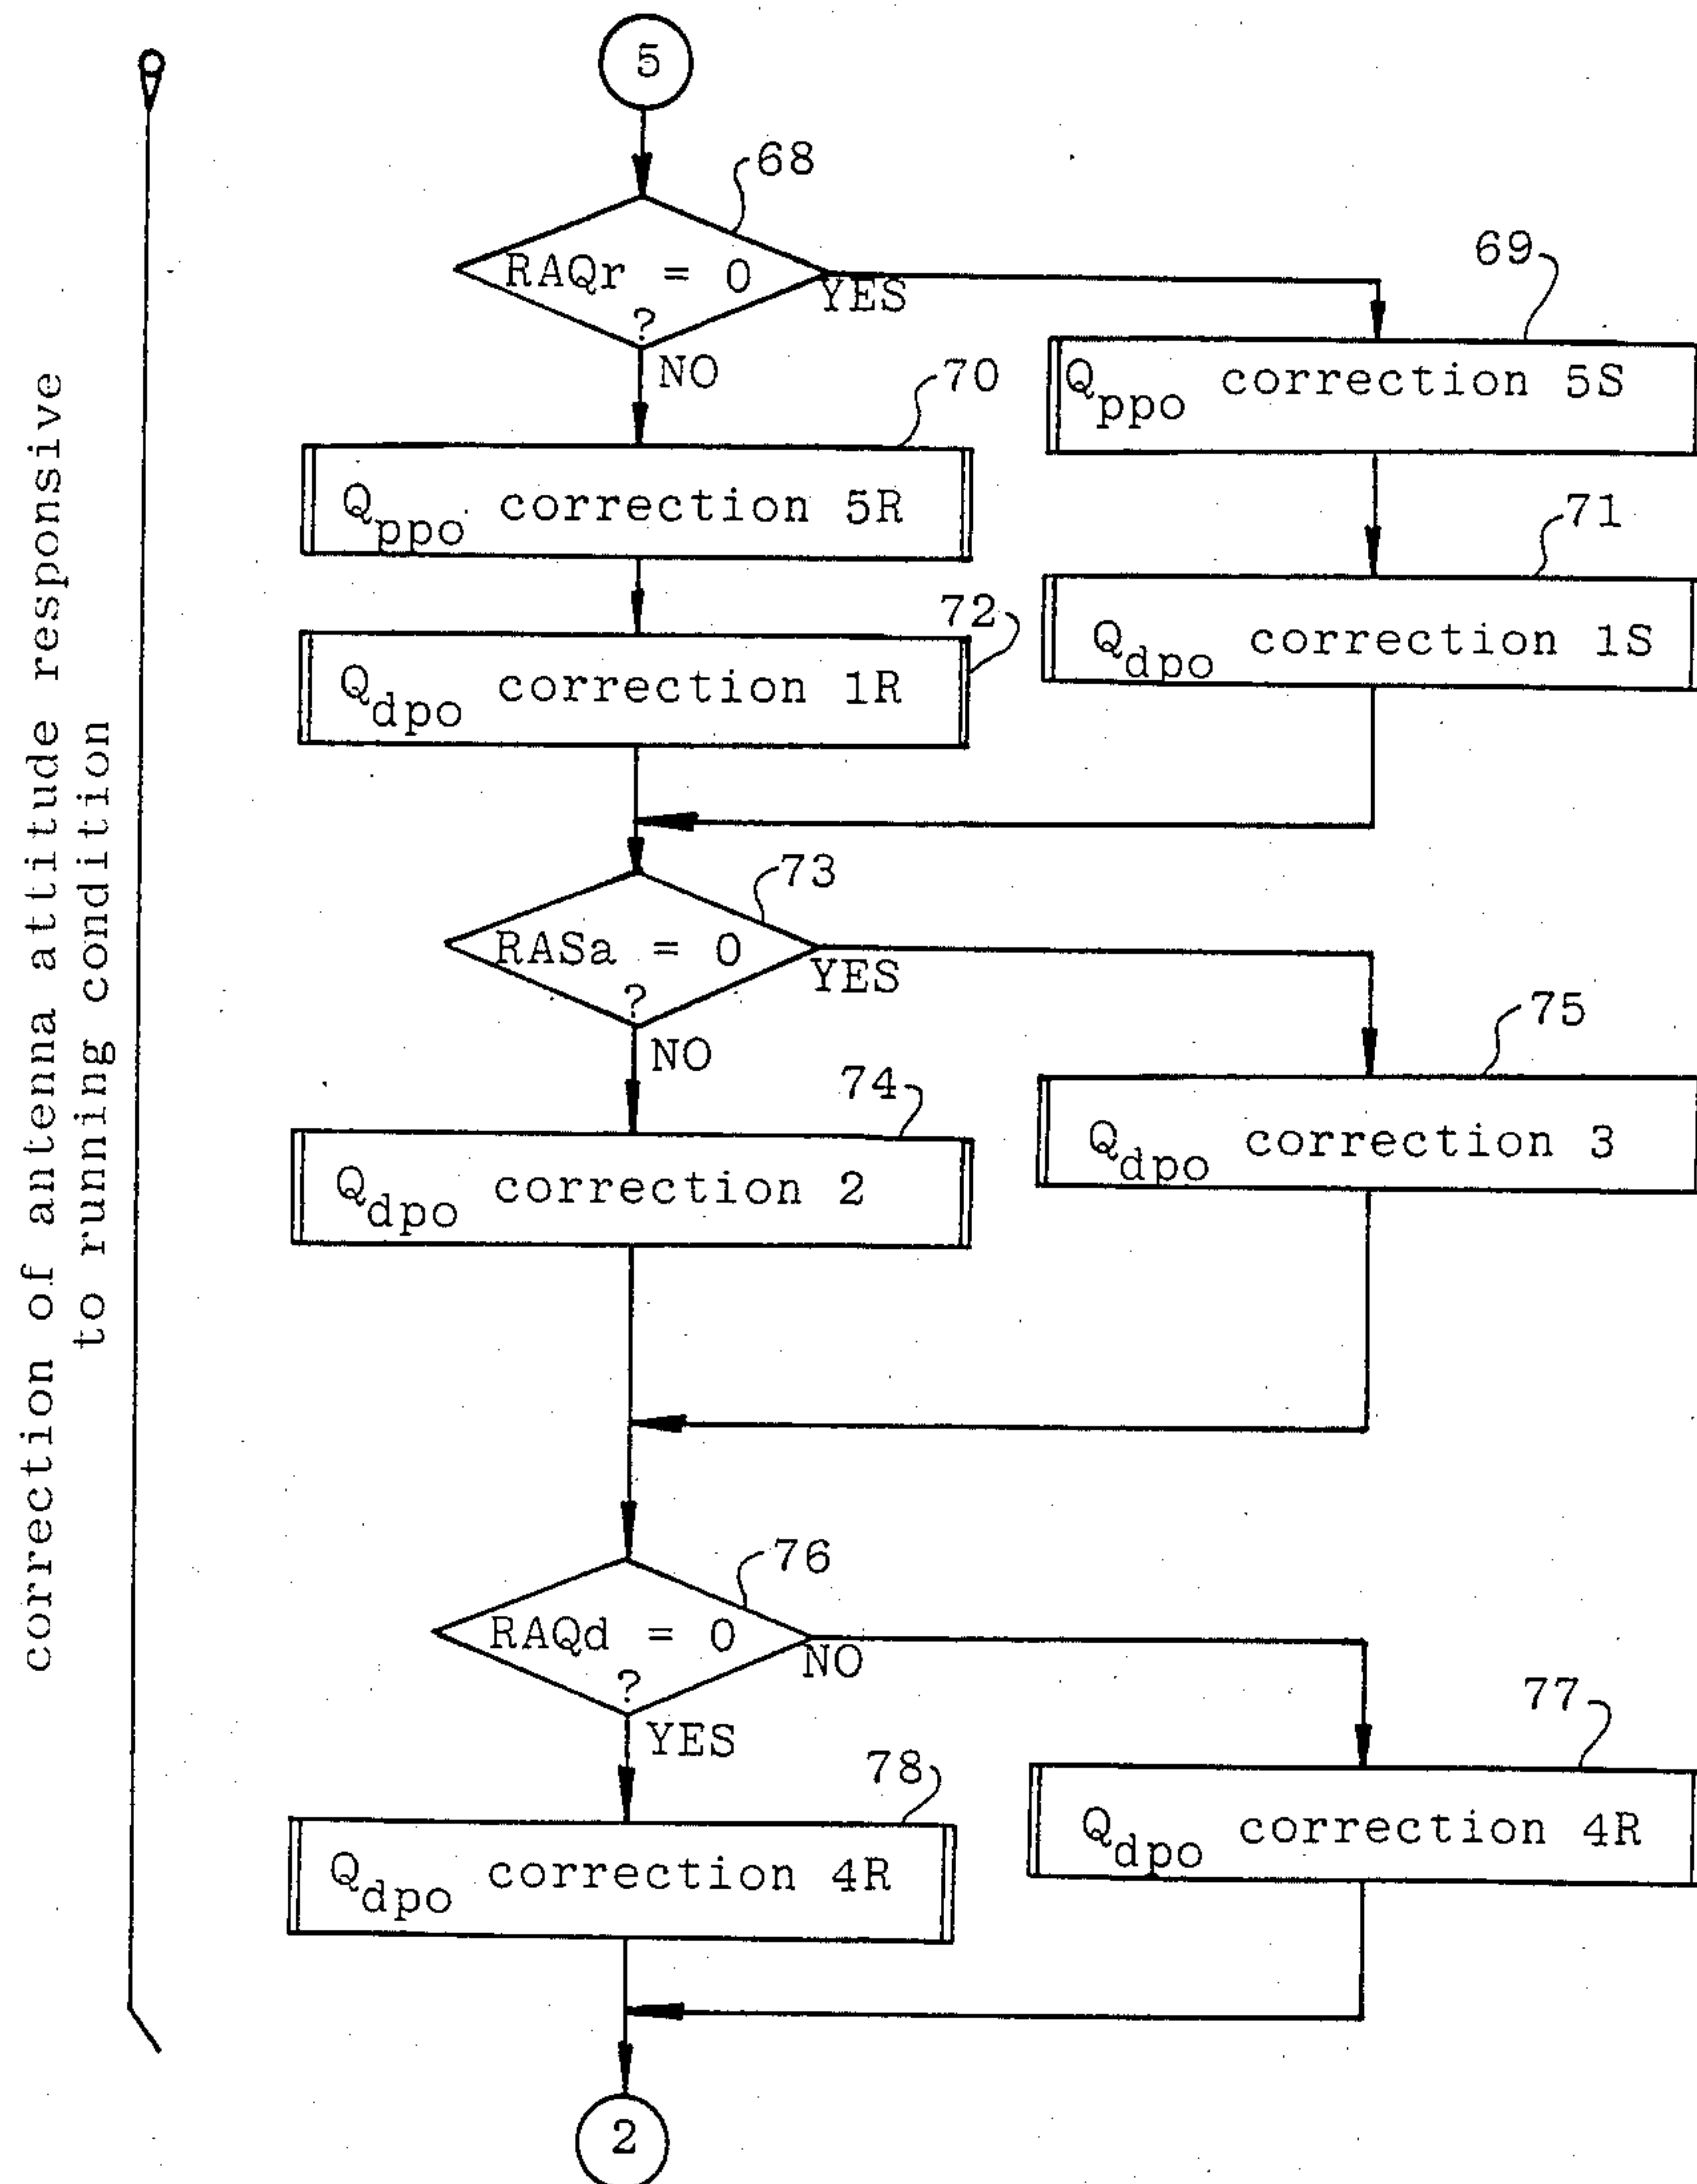 correction of antenna attitude responsive
to running condition
5
68
RAQr = 0
?
YES
NO
69
Qppo correction 5S
70
Qppo correction 5R
71
Qdpo correction 1S
72
Qdpo correction 1R
73
RASa = 0
?
YES
NO
75
Qdpo correction 3
74
Qdpo correction 2
76
RAQd = 0
?
NO
YES
77
Qdpo correction 4R
78
Qdpo correction 4R
2